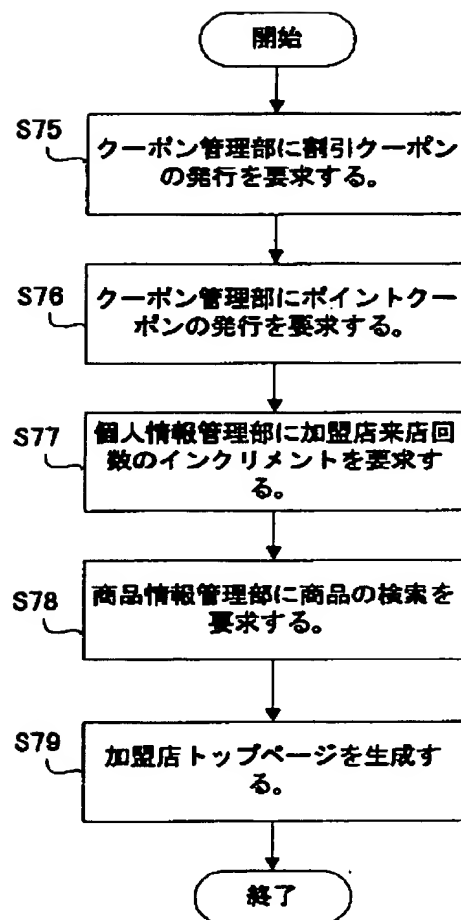 開始
S75
クーポン管理部に割引クーポン
の発行を要求する。
S76
クーポン管理部にポイントクー
ポンの発行を要求する。
S77
個人情報管理部に加盟店来店回
数のインクリメントを要求す
る。
S78
商品情報管理部に商品の検索を
要求する。
S79
加盟店トップページを生成す
る。
終了